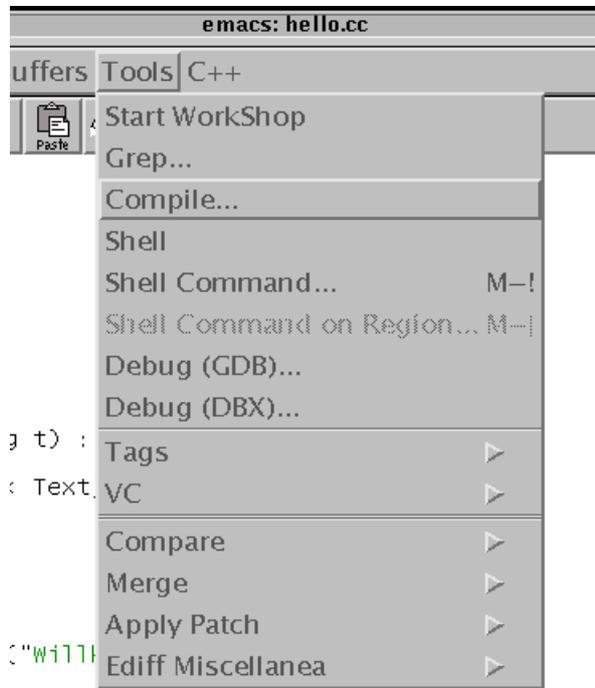 emacs: hello.cc
uffers Tools C++
Paste
Start WorkShop
Grep...
Compile...
Shell
Shell Command... M-!
Shell Command on Region... M-|
Debug (GDB)...
Debug (DBX)...
g t) :
Tags
< Text
VC
Compare
Merge
Apply Patch
("Will
Ediff Miscellanea